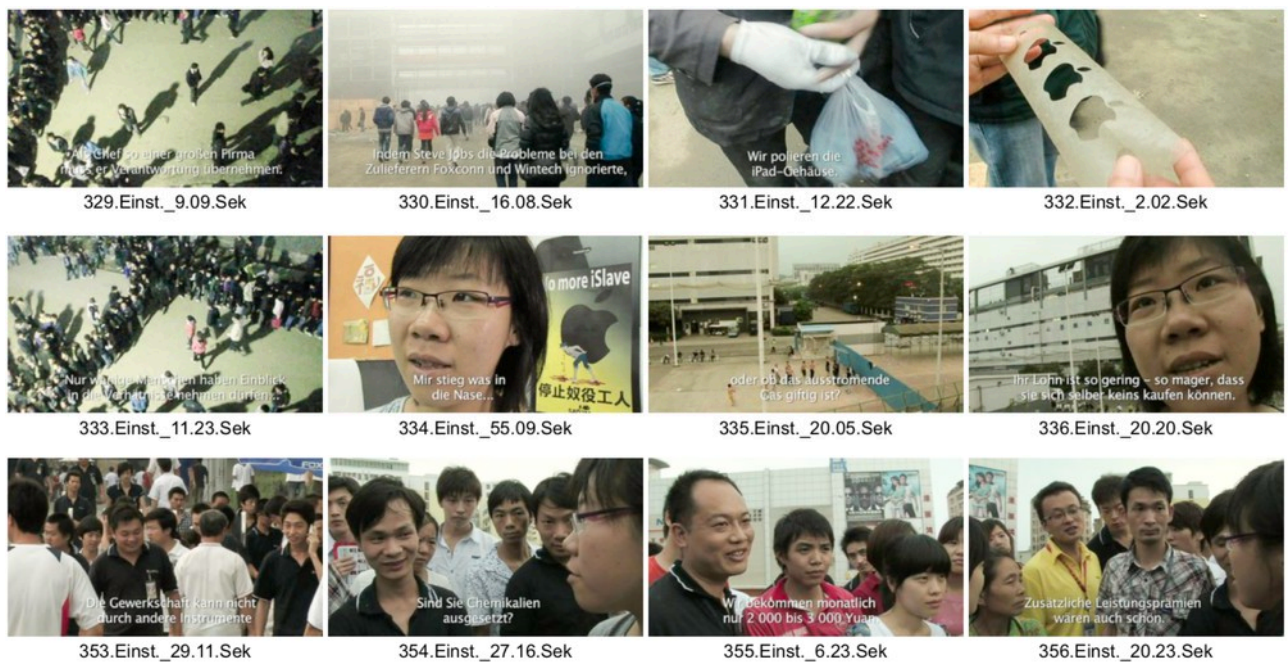 Als Chef so einer großen Firma
muss er Verantwortung übernehmen.
Indem Steve Jobs die Probleme bei den
Zulieferern Foxconn und Wintech ignorierte,
Wir polieren die
iPad-Gehäuse.
329.Einst._9.09.Sek
330.Einst._16.08.Sek
331.Einst._12.22.Sek
332.Einst._2.02.Sek
No more iSlave
停止奴役工人
Nur wenige Menschen haben Einblick
in die Verhältnisse nehmen dürfen...
Mir stieg was in
die Nase...
oder ob das ausströmende
Gas giftig ist?
Ihr Lohn ist so gering – so mager, dass
sie sich selber keins kaufen können.
333.Einst._11.23.Sek
334.Einst._55.09.Sek
335.Einst._20.05.Sek
336.Einst._20.20.Sek
Die Gewerkschaft kann nicht
durch andere Instrumente
Sind Sie Chemikalien
ausgesetzt?
Wir bekommen monatlich
nur 2 000 bis 3 000 Yuan.
Zusätzliche Leistungsprämien
wären auch schön.
353.Einst._29.11.Sek
354.Einst._27.16.Sek
355.Einst._6.23.Sek
356.Einst._20.23.Sek